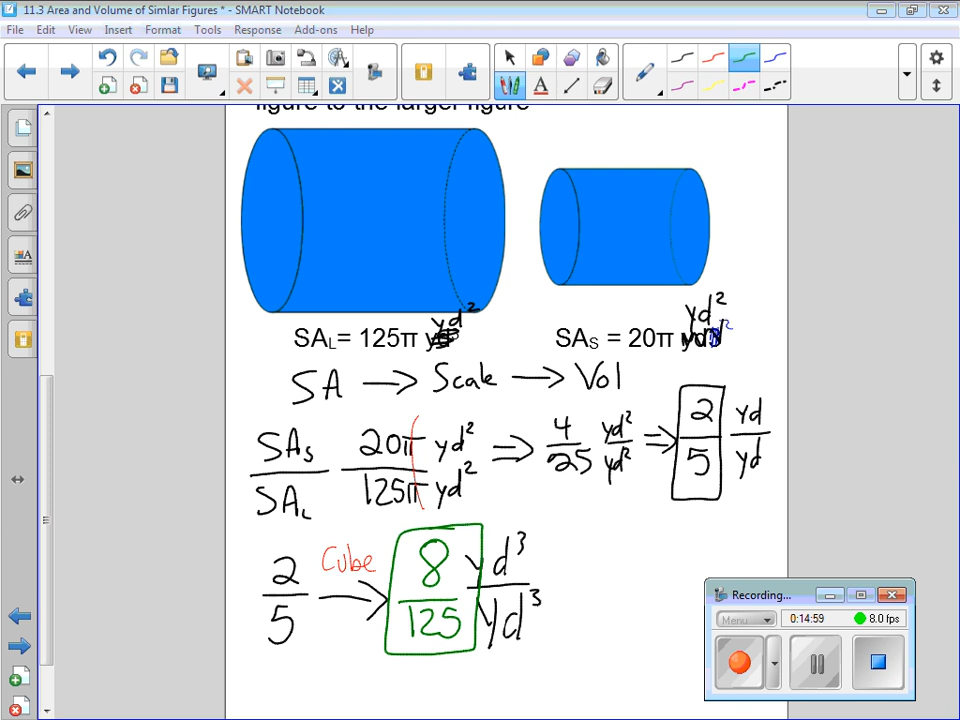 11.3 Area and Volume of Simlar Figures * - SMART Notebook
File Edit View Insert Format Tools Response Add-ons Help
figure to the larger figure
yd² yd²
SAL= 125π SAS = 20π
SA → Scale → Vol
SAS 20π yd² ⇒ 4 yd² ⇒ 2 yd
SAL 125π yd² 25 yd² 5 yd
2 Cube → 8 yd³
5 125 yd³
Recording...
Menu 0:14:59 8.0 fps